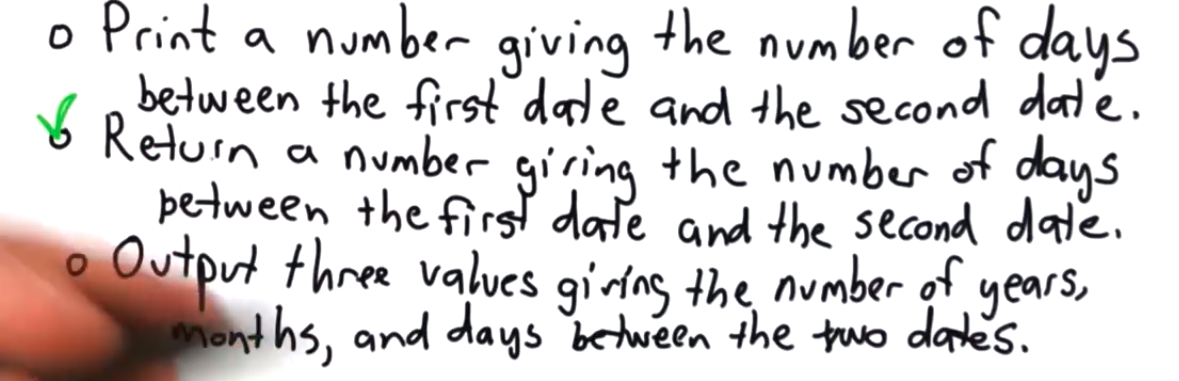 o Print a number giving the number of days
between the first date and the second date.
o Return a number giving the number of days
between the first date and the second date.
o Output three values giving the number of years,
months, and days between the two dates.